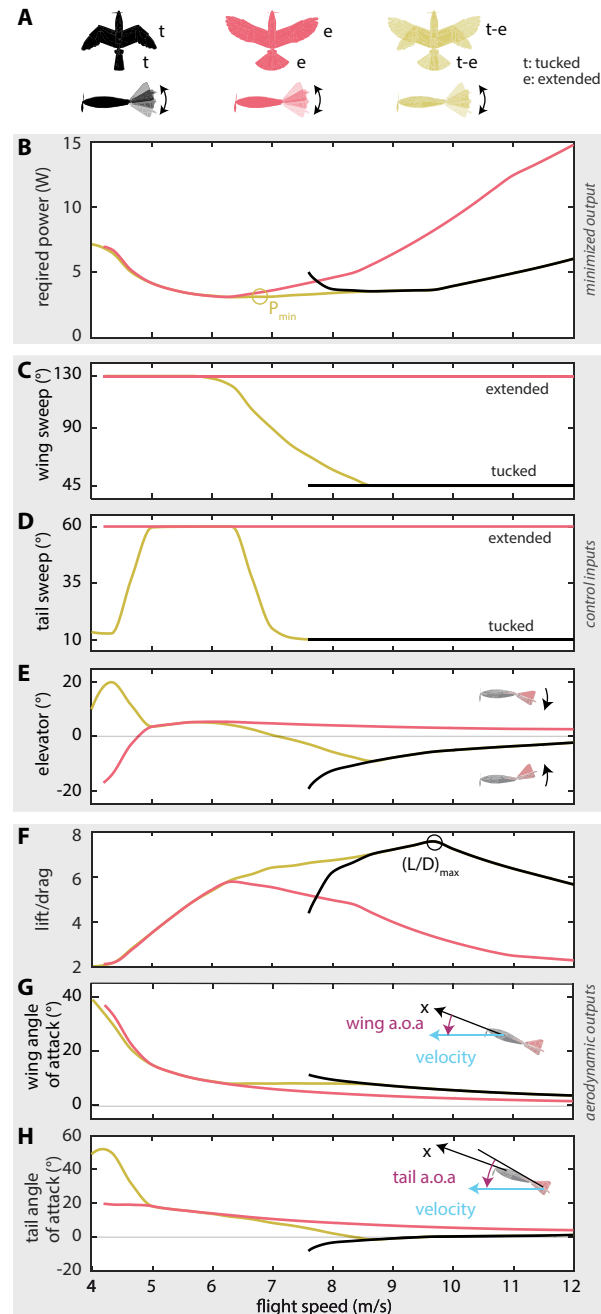 A
t
e
t-e
t
e
t-e
t: tucked
e: extended
B
15
10
5
0
reqired power (W)
P min
minimized output
C
130
90
45
wing sweep (°)
extended
tucked
D
60
35
10
tail sweep (°)
extended
tucked
control inputs
E
20
0
-20
elevator (°)
F
8
6
4
2
lift/drag
(L/D)max
G
40
20
0
wing angle
of attack (°)
x
wing a.o.a
velocity
aerodynamic outputs
H
60
40
20
0
-20
tail angle
of attack (°)
x
tail a.o.a
velocity
4 5 6 7 8 9 10 11 12
flight speed (m/s)